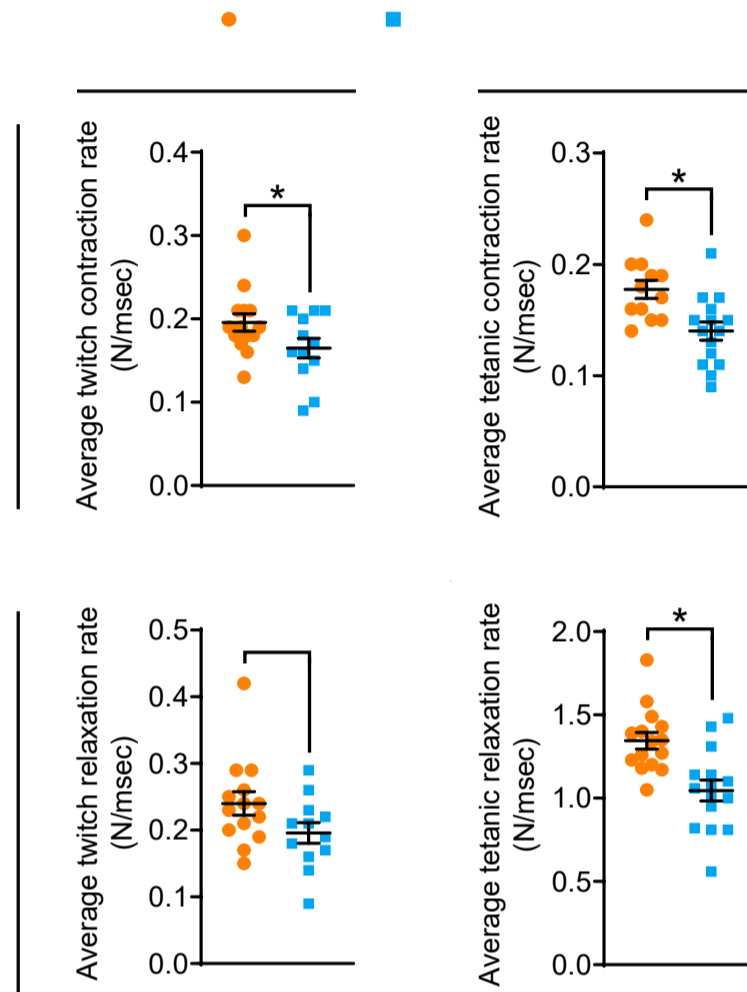 Average twitch contraction rate
(N/msec)
0.4
0.3
0.2
0.1
0.0
*
Average tetanic contraction rate
(N/msec)
0.3
0.2
0.1
0.0
*
Average twitch relaxation rate
(N/msec)
0.5
0.4
0.3
0.2
0.1
0.0
Average tetanic relaxation rate
(N/msec)
2.0
1.5
1.0
0.5
0.0
*